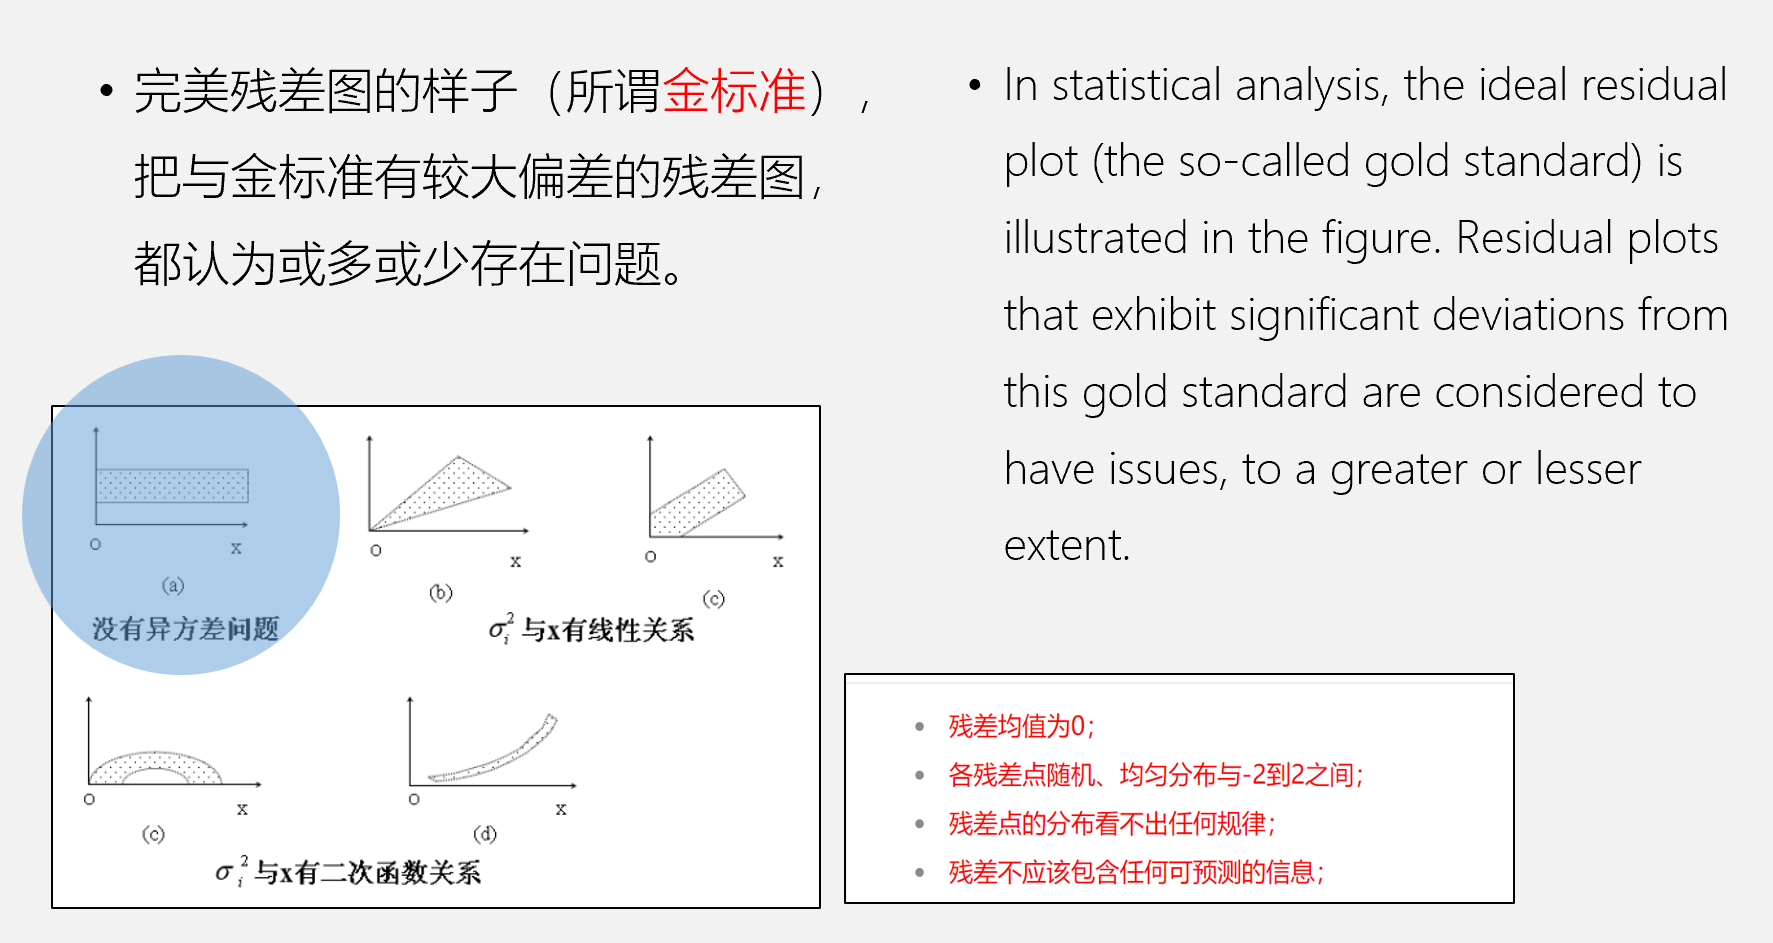 • 完美残差图的样子（所谓金标准），
把与金标准有较大偏差的残差图，
都认为或多或少存在问题。
• In statistical analysis, the ideal residual
plot (the so-called gold standard) is
illustrated in the figure. Residual plots
that exhibit significant deviations from
this gold standard are considered to
have issues, to a greater or lesser
extent.
O x
(a)
没有异方差问题
O x
(b)
O x
(c)
σᵢ² 与x有线性关系
O x
(c)
O x
(d)
σᵢ² 与x有二次函数关系
• 残差均值为0；
• 各残差点随机、均匀分布与-2到2之间；
• 残差点的分布看不出任何规律；
• 残差不应该包含任何可预测的信息；